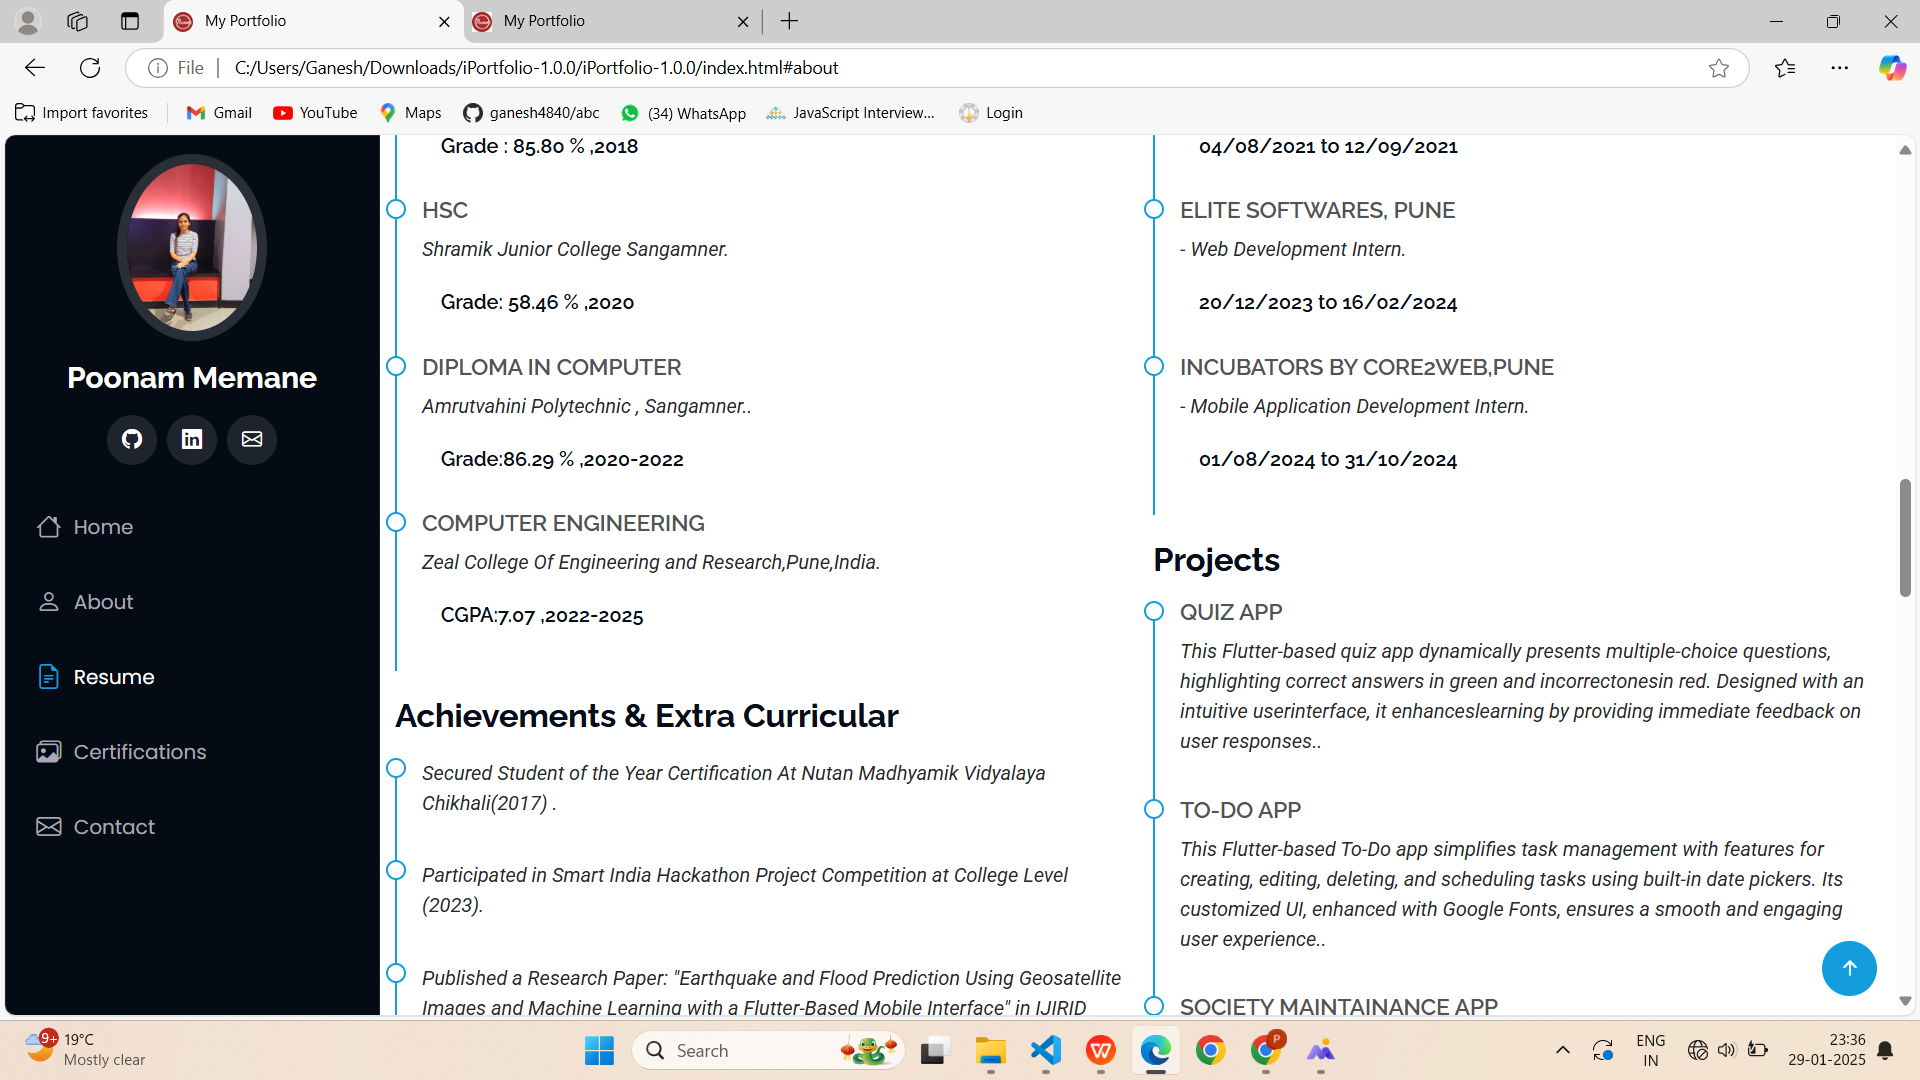 My Portfolio
My Portfolio
File
C:/Users/Ganesh/Downloads/iPortfolio-1.0.0/iPortfolio-1.0.0/index.html#about
Import favorites
Gmail
YouTube
Maps
ganesh4840/abc
(34) WhatsApp
JavaScript Interview...
Login
Poonam Memane
Home
About
Resume
Certifications
Contact
Grade : 85.80 % ,2018
HSC
Shramik Junior College Sangamner.
Grade: 58.46 % ,2020
DIPLOMA IN COMPUTER
Amrutvahini Polytechnic , Sangamner..
Grade:86.29 % ,2020-2022
COMPUTER ENGINEERING
Zeal College Of Engineering and Research,Pune,India.
CGPA:7.07 ,2022-2025
Achievements & Extra Curricular
Secured Student of the Year Certification At Nutan Madhyamik Vidyalaya
Chikhali(2017) .
Participated in Smart India Hackathon Project Competition at College Level
(2023).
Published a Research Paper: "Earthquake and Flood Prediction Using Geosatellite
Images and Machine Learning with a Flutter-Based Mobile Interface" in IJIRID
04/08/2021 to 12/09/2021
ELITE SOFTWARES, PUNE
- Web Development Intern.
20/12/2023 to 16/02/2024
INCUBATORS BY CORE2WEB,PUNE
- Mobile Application Development Intern.
01/08/2024 to 31/10/2024
Projects
QUIZ APP
This Flutter-based quiz app dynamically presents multiple-choice questions,
highlighting correct answers in green and incorrectonesin red. Designed with an
intuitive userinterface, it enhanceslearning by providing immediate feedback on
user responses..
TO-DO APP
This Flutter-based To-Do app simplifies task management with features for
creating, editing, deleting, and scheduling tasks using built-in date pickers. Its
customized UI, enhanced with Google Fonts, ensures a smooth and engaging
user experience..
SOCIETY MAINTAINANCE APP
9+
19°C
Mostly clear
Search
P
ENG
IN
23:36
29-01-2025